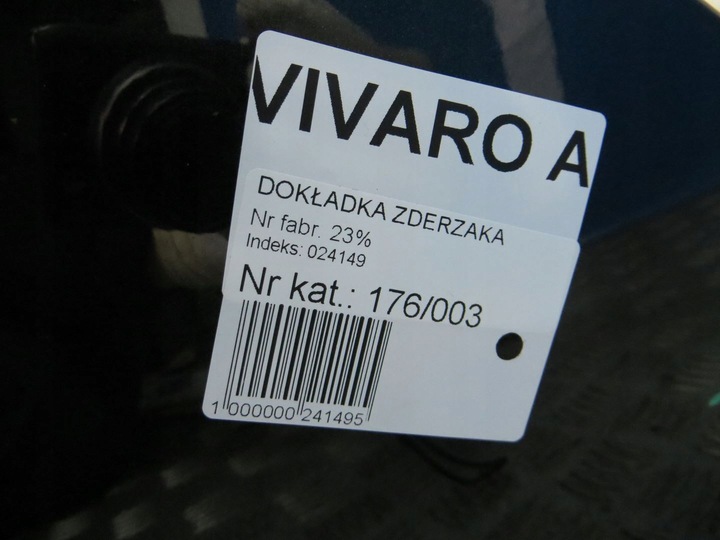 VIVARO A
DOKŁADKA ZDERZAKA
Nr fabr. 23%
Indeks: 024149
Nr kat.: 176/003
1 000000 241495